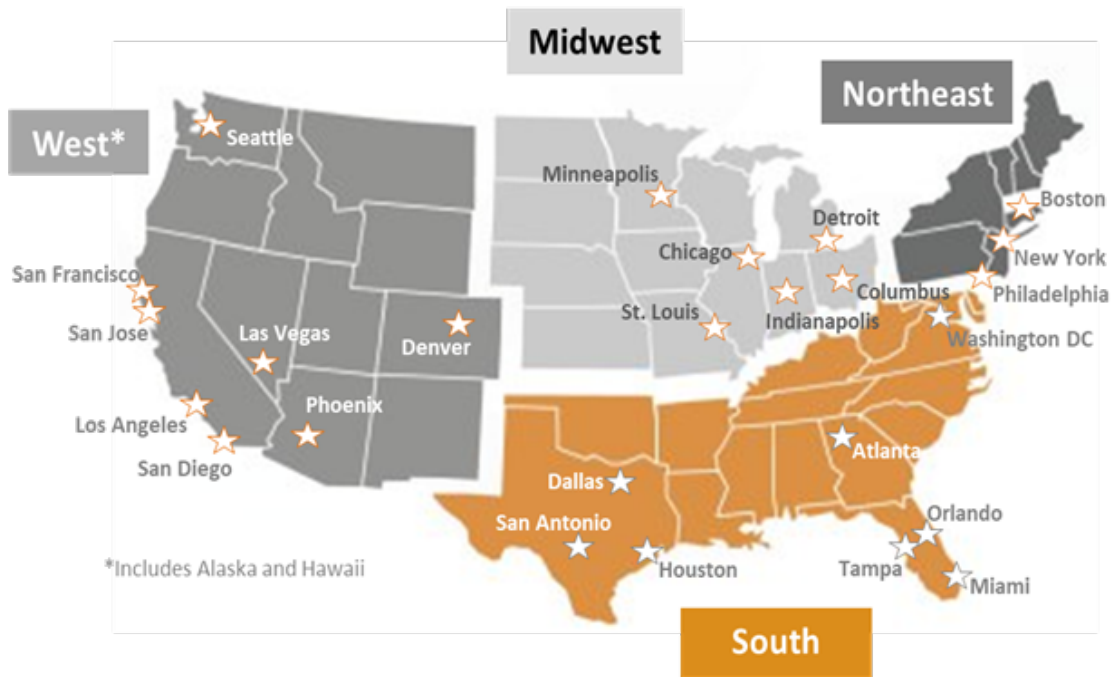 Midwest
Northeast
West*
Seattle
Minneapolis
Boston
Detroit
Chicago
New York
San Francisco
Columbus
Philadelphia
St. Louis
Indianapolis
San Jose
Las Vegas
Denver
Washington DC
Phoenix
Los Angeles
Atlanta
San Diego
Dallas
Orlando
San Antonio
*Includes Alaska and Hawaii
Houston
Tampa
Miami
South